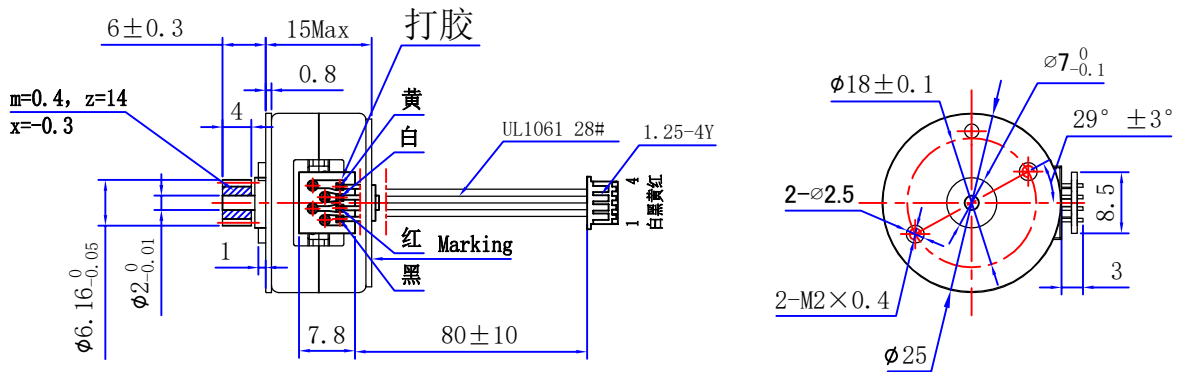 6±0.3
15Max
打胶
0.8
m=0.4, z=14
x=-0.3
4
黄
白
UL1061 28#
1.25-4Y
1 4
白黑黄红
红
Marking
黑
1
ϕ6.16 0 -0.05
ϕ2 0 -0.01
7.8
80±10
ϕ18±0.1
⌀7 0 -0.1
29° ±3°
2-⌀2.5
8.5
3
2-M2×0.4
ϕ25